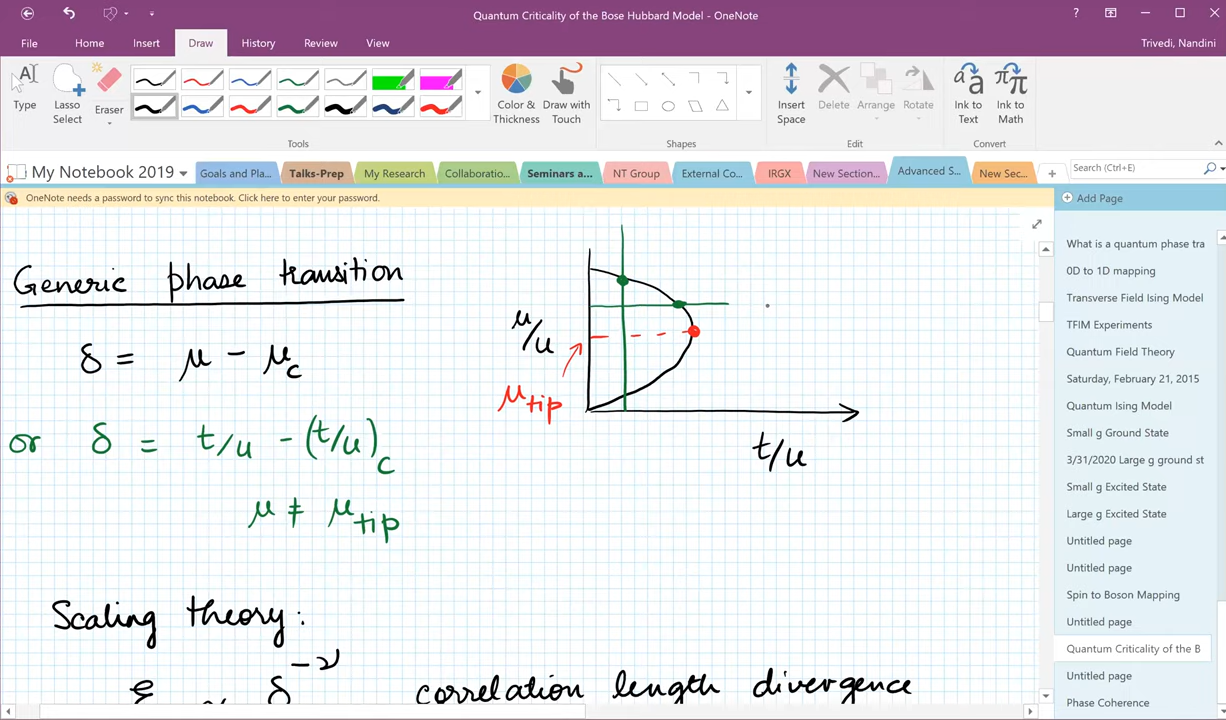 Quantum Criticality of the Bose Hubbard Model - OneNote
File Home Insert Draw History Review View
Trivedi, Nandini
Type
Lasso Select
Eraser
Color & Thickness
Draw with Touch
Insert Space
Delete
Arrange
Rotate
Ink to Text
Ink to Math
Tools
Shapes
Edit
Convert
My Notebook 2019
Goals and Pla...
Talks-Prep
My Research
Collaboratio...
Seminars a...
NT Group
External Co...
IRGX
New Section...
Advanced S...
New Sec...
Search (Ctrl+E)
OneNote needs a password to sync this notebook. Click here to enter your password.
Add Page
What is a quantum phase tra
0D to 1D mapping
Transverse Field Ising Model
TFIM Experiments
Quantum Field Theory
Saturday, February 21, 2015
Quantum Ising Model
Small g Ground State
3/31/2020 Large g ground st
Small g Excited State
Large g Excited State
Untitled page
Untitled page
Spin to Boson Mapping
Untitled page
Quantum Criticality of the B
Untitled page
Phase Coherence
Generic phase transition
δ = μ - μc
or δ = t/u - (t/u)c
μ ≠ μtip
μ/u
μtip
t/u
Scaling theory:
ξ ~ δ^-ν correlation length divergence